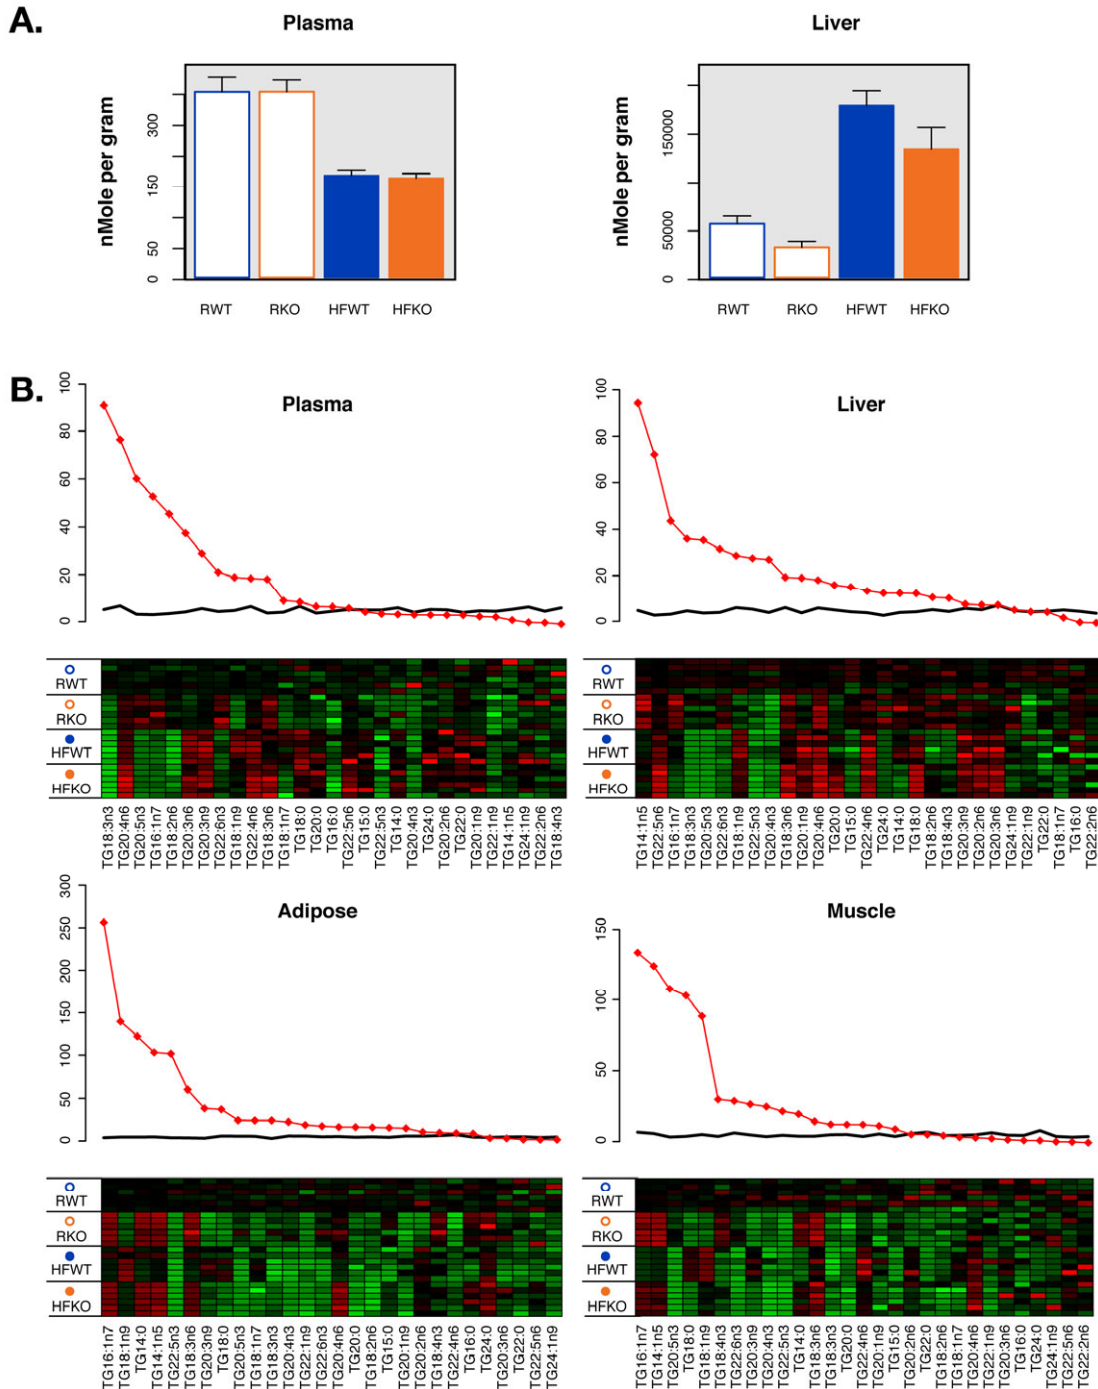 A.
Plasma
Liver
nMole per gram
0
50
150
300
nMole per gram
0
50000
150000
RWT
RKO
HFWT
HFKO
RWT
RKO
HFWT
HFKO
B.
Plasma
100
80
60
40
20
0
RWT
RKO
HFWT
HFKO
TG18:3n3
TG20:4n6
TG20:5n3
TG16:1n7
TG18:2n6
TG20:3n6
TG20:3n9
TG22:6n3
TG18:1n9
TG22:4n6
TG18:3n6
TG18:1n7
TG18:0
TG20:0
TG16:0
TG22:5n6
TG15:0
TG22:5n3
TG14:0
TG20:4n3
TG24:0
TG20:2n6
TG22:0
TG20:1n9
TG22:1n9
TG14:1n5
TG24:1n9
TG22:2n6
TG18:4n3
Liver
100
80
60
40
20
0
RWT
RKO
HFWT
HFKO
TG14:1n5
TG22:5n6
TG16:1n7
TG18:3n3
TG20:5n3
TG22:6n3
TG18:1n9
TG22:5n3
TG20:4n3
TG18:3n6
TG20:1n9
TG20:4n6
TG20:0
TG15:0
TG22:4n6
TG24:0
TG14:0
TG18:0
TG18:2n6
TG20:3n9
TG20:2n6
TG20:3n6
TG24:1n9
TG22:1n9
TG22:0
TG18:1n7
TG16:0
TG22:2n6
Adipose
300
250
200
150
100
50
0
RWT
RKO
HFWT
HFKO
TG16:1n7
TG18:1n9
TG14:0
TG14:1n5
TG22:5n3
TG18:3n6
TG20:3n9
TG18:0
TG20:5n3
TG18:1n7
TG18:3n3
TG20:4n3
TG22:1n9
TG22:6n3
TG20:4n6
TG20:0
TG18:2n6
TG15:0
TG20:1n9
TG20:2n6
TG18:4n3
TG22:4n6
TG16:0
TG24:0
TG20:3n6
TG22:0
TG22:5n6
TG24:1n9
Muscle
150
100
50
0
RWT
RKO
HFWT
HFKO
TG16:1n7
TG14:1n5
TG20:5n3
TG18:0
TG18:1n9
TG18:4n3
TG22:6n3
TG20:3n9
TG20:4n3
TG22:5n3
TG14:0
TG18:3n6
TG18:3n3
TG20:0
TG22:4n6
TG20:1n9
TG15:0
TG20:2n6
TG22:0
TG18:2n6
TG18:1n7
TG20:4n6
TG22:1n9
TG20:3n6
TG16:0
TG24:0
TG24:1n9
TG22:5n6
TG22:2n6